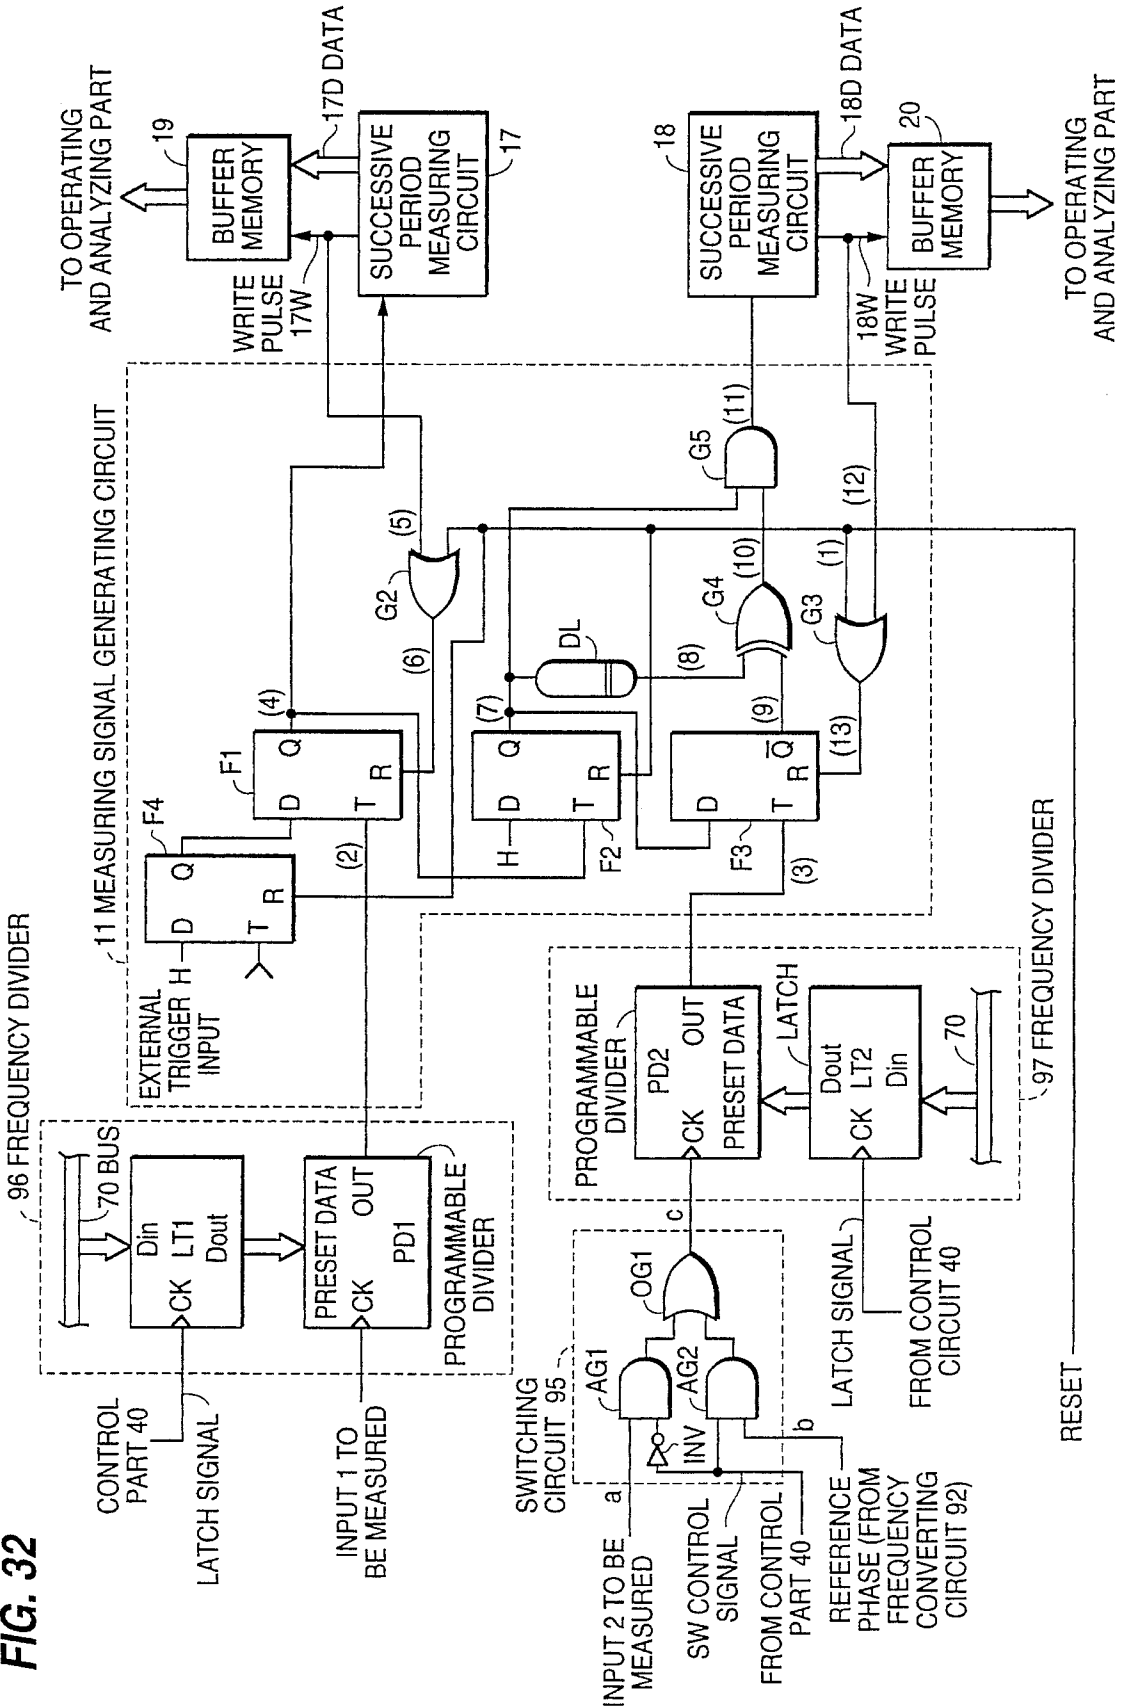 FIG. 32
96 FREQUENCY DIVIDER
70 BUS
CONTROL
PART 40
LATCH SIGNAL
Din
LT1
CK
Dout
INPUT 1 TO
BE MEASURED
PRESET DATA
CK
OUT
PD1
PROGRAMMABLE
DIVIDER
11 MEASURING SIGNAL GENERATING CIRCUIT
EXTERNAL
TRIGGER
INPUT
H
F4
D
Q
T
R
F1
D
Q
T
R
(2)
(4)
(5)
(6)
G2
TO OPERATING
AND ANALYZING PART
19
BUFFER
MEMORY
WRITE
PULSE
17W
17D DATA
SUCCESSIVE
PERIOD
MEASURING
CIRCUIT
17
H
D
Q
T
R
F2
(7)
DL
(8)
G4
(10)
G5
(11)
D
Q
T
R
F3
(3)
(9)
(13)
G3
(1)
(12)
18
SUCCESSIVE
PERIOD
MEASURING
CIRCUIT
18D DATA
18W
WRITE
PULSE
20
BUFFER
MEMORY
TO OPERATING
AND ANALYZING PART
SWITCHING
CIRCUIT 95
INPUT 2 TO BE
MEASURED
a
AG1
INV
AG2
OG1
c
b
SW CONTROL
SIGNAL
FROM CONTROL
PART 40
REFERENCE
PHASE (FROM
FREQUENCY
CONVERTING
CIRCUIT 92)
PROGRAMMABLE
DIVIDER
PD2
CK
OUT
PRESET DATA
LATCH
Dout
CK LT2
Din
70
97 FREQUENCY DIVIDER
LATCH SIGNAL
FROM CONTROL
CIRCUIT 40
RESET